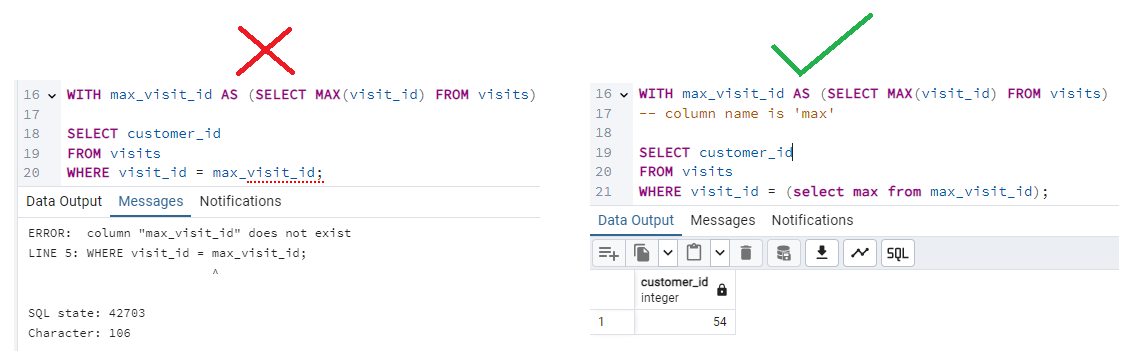 16 WITH max_visit_id AS (SELECT MAX(visit_id) FROM visits)
17
18 SELECT customer_id
19 FROM visits
20 WHERE visit_id = max_visit_id;
Data Output Messages Notifications
ERROR: column "max_visit_id" does not exist
LINE 5: WHERE visit_id = max_visit_id;
^
SQL state: 42703
Character: 106
16 WITH max_visit_id AS (SELECT MAX(visit_id) FROM visits)
17 -- column name is 'max'
18
19 SELECT customer_id
20 FROM visits
21 WHERE visit_id = (select max from max_visit_id);
Data Output Messages Notifications
SQL
customer_id
integer
1 54